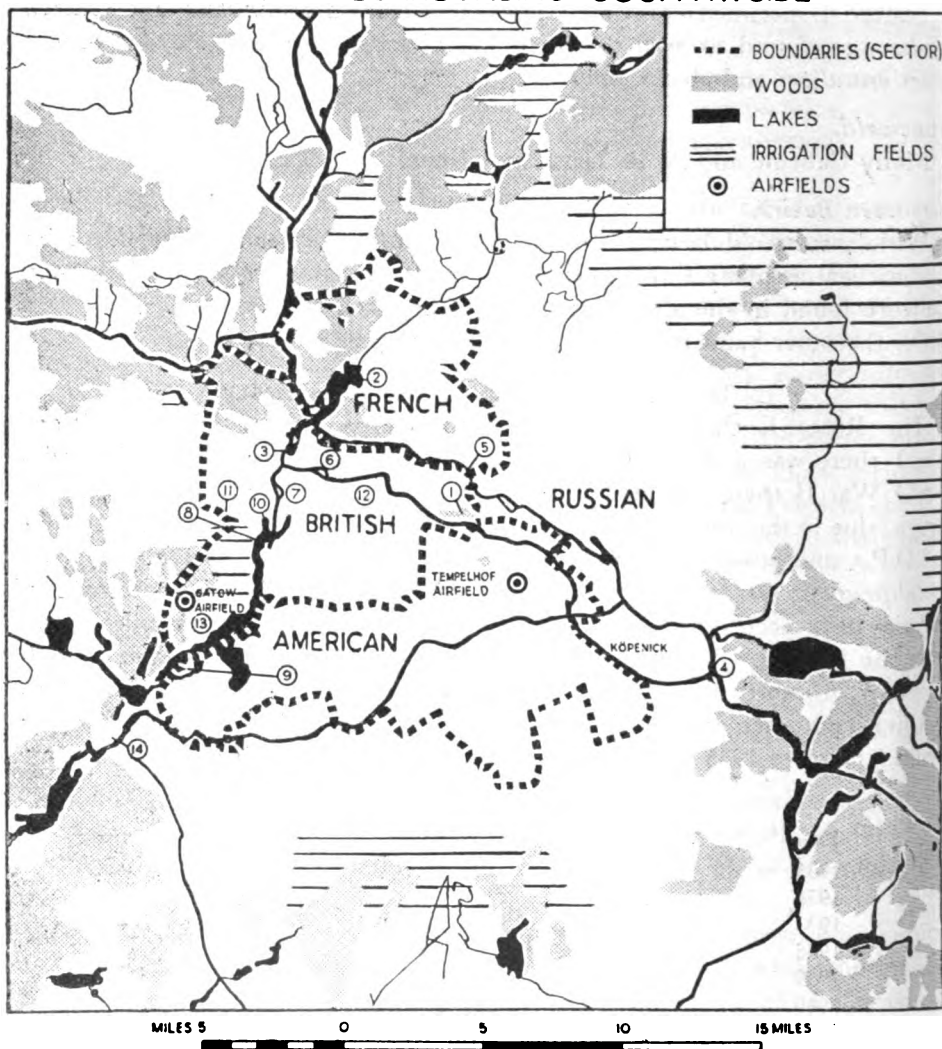 COUNTRYSIDE
BOUNDARIES (SECTOR)
WOODS
LAKES
IRRIGATION FIELDS
AIRFIELDS
2
FRENCH
3
6
5
RUSSIAN
11
10
7
12
1
8
BRITISH
GATOW
AIRFIELD
TEMPELHOF
AIRFIELD
13
AMERICAN
KÖPENICK
9
4
14
MILES 5 0 5 10 15 MILES